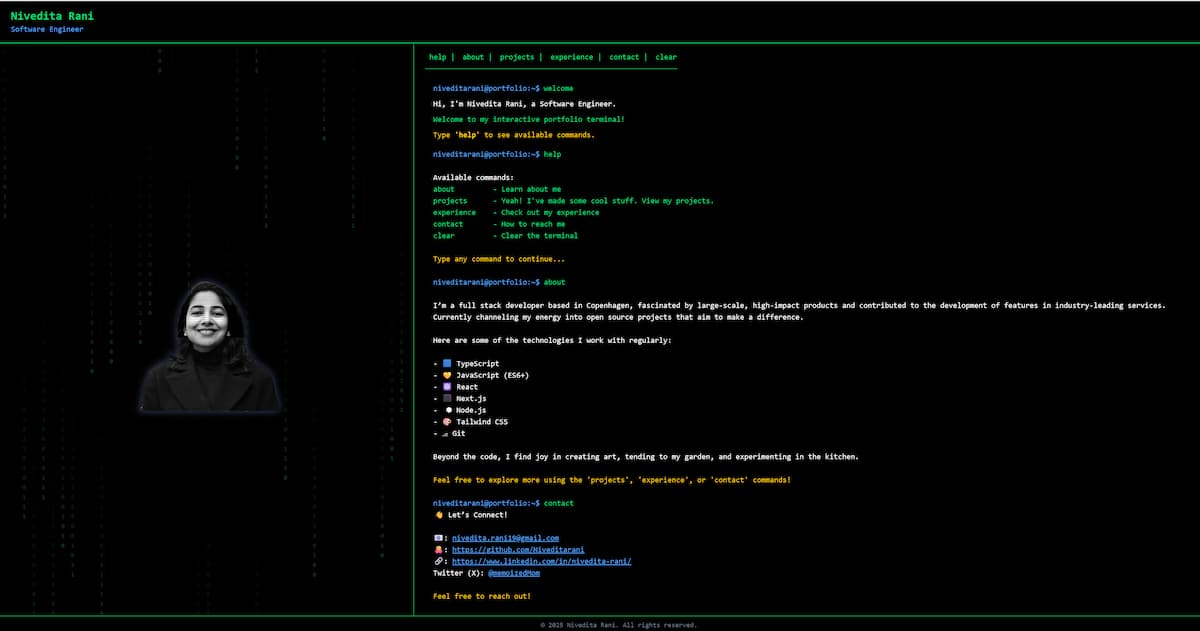 Nivedita Rani
Software Engineer
help | about | projects | experience | contact | clear
niveditarani@portfolio:~$ welcome
Hi, I'm Nivedita Rani, a Software Engineer.
Welcome to my interactive portfolio terminal!
Type 'help' to see available commands.
niveditarani@portfolio:~$ help
Available commands:
about - Learn about me
projects - Yeah! I've made some cool stuff. View my projects.
experience - Check out my experience
contact - How to reach me
clear - Clear the terminal
Type any command to continue...
niveditarani@portfolio:~$ about
I’m a full stack developer based in Copenhagen, fascinated by large-scale, high-impact products and contributed to the development of features in industry-leading services.
Currently channeling my energy into open source projects that aim to make a difference.
Here are some of the technologies I work with regularly:
- 🟦 TypeScript
- 💛 JavaScript (ES6+)
- ⚛️ React
- ⬛ Next.js
- Node.js
- 🎨 Tailwind CSS
- Git
Beyond the code, I find joy in creating art, tending to my garden, and experimenting in the kitchen.
Feel free to explore more using the 'projects', 'experience', or 'contact' commands!
niveditarani@portfolio:~$ contact
👋 Let’s Connect!
📧: nivedita.rani19@gmail.com
🐙: https://github.com/Niveditarani
🔗: https://www.linkedin.com/in/nivedita-rani/
Twitter (X): @memoizedMom
Feel free to reach out!
© 2025 Nivedita Rani. All rights reserved.